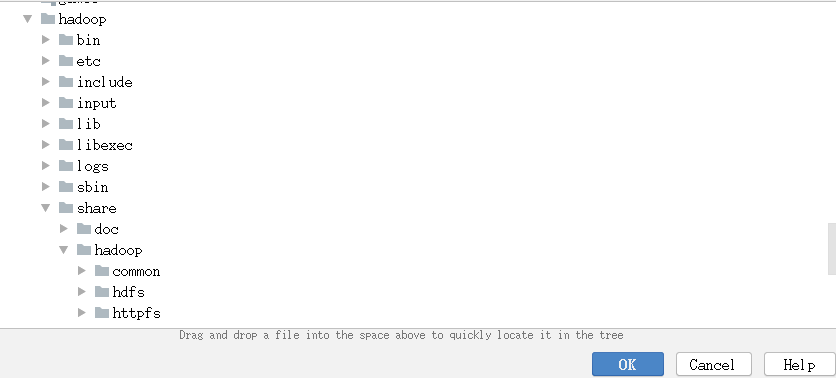 hadoop
bin
etc
include
input
lib
libexec
logs
sbin
share
doc
hadoop
common
hdfs
httpfs
Drag and drop a file into the space above to quickly locate it in the tree
OK
Cancel
Help